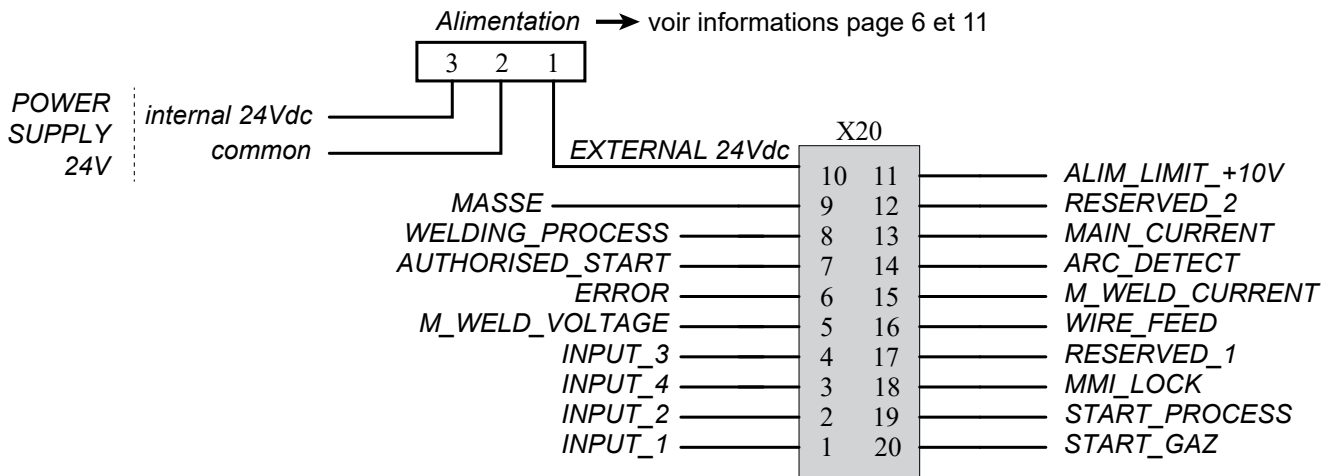 Alimentation → voir informations page 6 et 11
3 2 1
POWER
SUPPLY
24V
internal 24Vdc
common
EXTERNAL 24Vdc
X20
10 11 ALIM_LIMIT_+10V
MASSE 9 12 RESERVED_2
WELDING_PROCESS 8 13 MAIN_CURRENT
AUTHORISED_START 7 14 ARC_DETECT
ERROR 6 15 M_WELD_CURRENT
M_WELD_VOLTAGE 5 16 WIRE_FEED
INPUT_3 4 17 RESERVED_1
INPUT_4 3 18 MMI_LOCK
INPUT_2 2 19 START_PROCESS
INPUT_1 1 20 START_GAZ